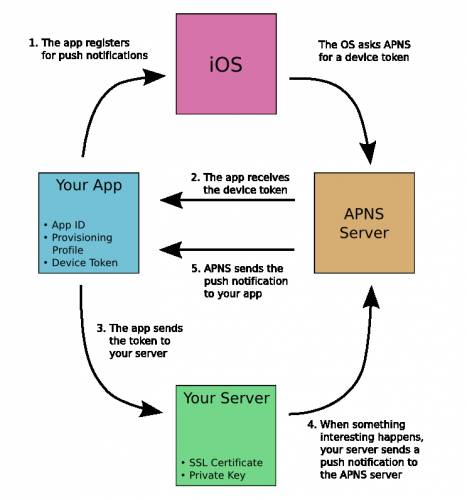 1. The app registers
for push notifications
iOS
The OS asks APNS
for a device token
Your App
• App ID
• Provisioning
Profile
• Device Token
2. The app receives
the device token
APNS
Server
5. APNS sends the
push notification
to your app
3. The app sends
the token to
your server
Your Server
• SSL Certificate
• Private Key
4. When something
interesting happens,
your server sends a
push notification to
the APNS server